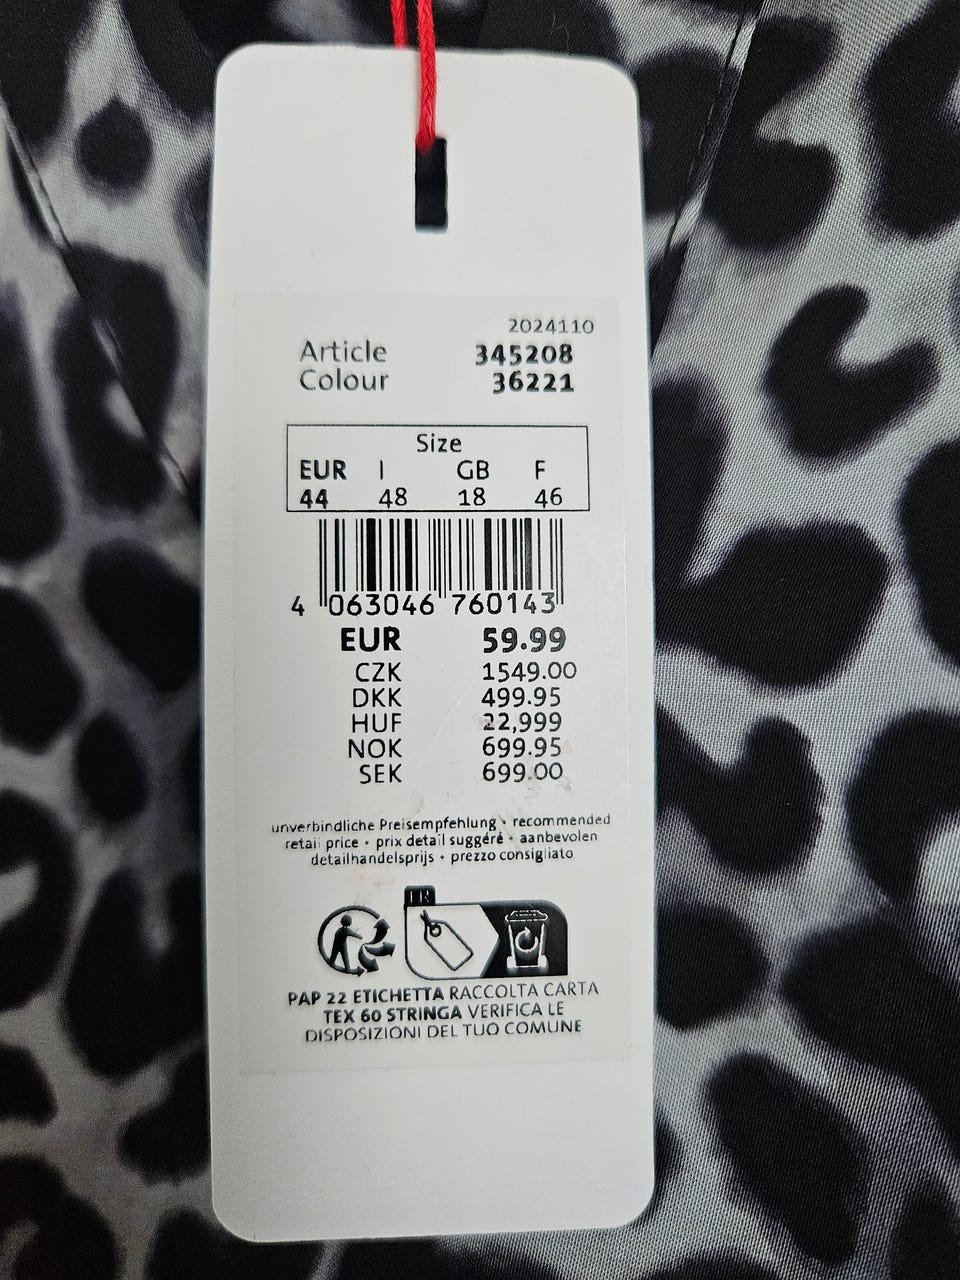 2024110
Article 345208
Colour 36221
Size
EUR I GB F
44 48 18 46
4 063046 760143
EUR 59.99
CZK 1549.00
DKK 499.95
HUF 22,999
NOK 699.95
SEK 699.00
unverbindliche Preisempfehlung • recommended
retail price • prix detail suggéré • aanbevolen
detailhandelsprijs • prezzo consigliato
FR
PAP 22 ETICHETTA RACCOLTA CARTA
TEX 60 STRINGA VERIFICA LE
DISPOSIZIONI DEL TUO COMUNE